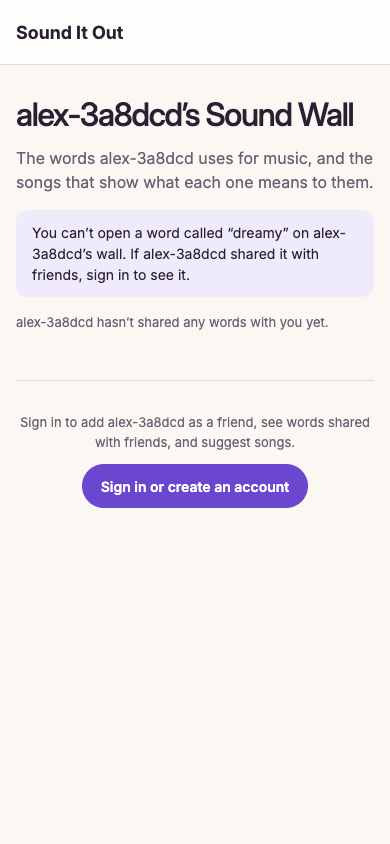 Sound It Out
alex-3a8dcd’s Sound Wall
The words alex-3a8dcd uses for music, and the
songs that show what each one means to them.
You can’t open a word called “dreamy” on alex-
3a8dcd’s wall. If alex-3a8dcd shared it with
friends, sign in to see it.
alex-3a8dcd hasn’t shared any words with you yet.
Sign in to add alex-3a8dcd as a friend, see words shared
with friends, and suggest songs.
Sign in or create an account